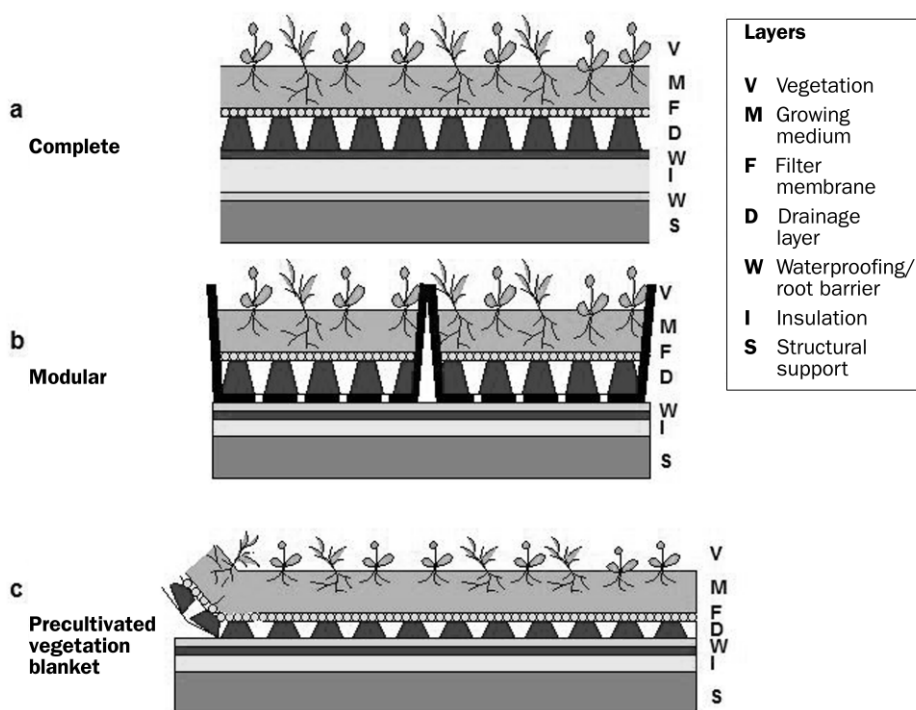 a
Complete
V
M
F
D
W
I
W
S
b
Modular
V
M
F
D
W
I
S
c
Precultivated
vegetation
blanket
V
M
F
D
W
I
S
Layers
V Vegetation
M Growing
medium
F Filter
membrane
D Drainage
layer
W Waterproofing/
root barrier
I Insulation
S Structural
support